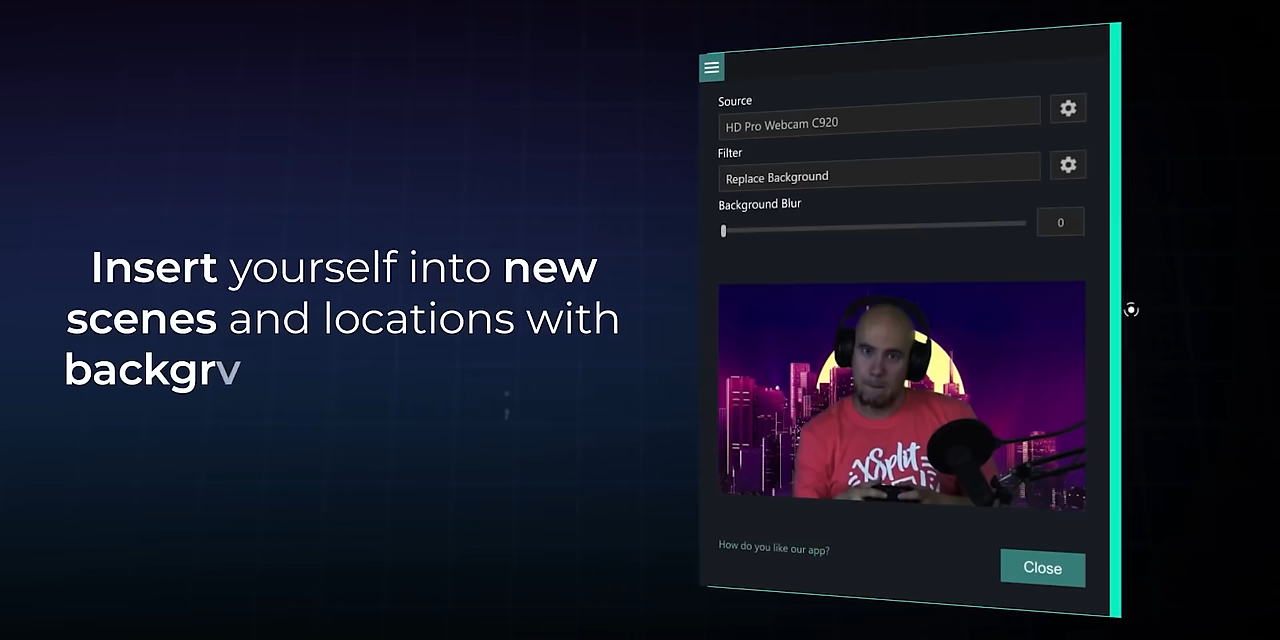 Insert yourself into new
scenes and locations with
backgrv
Source
HD Pro Webcam C920
Filter
Replace Background
Background Blur
0
XSplit
How do you like our app?
Close